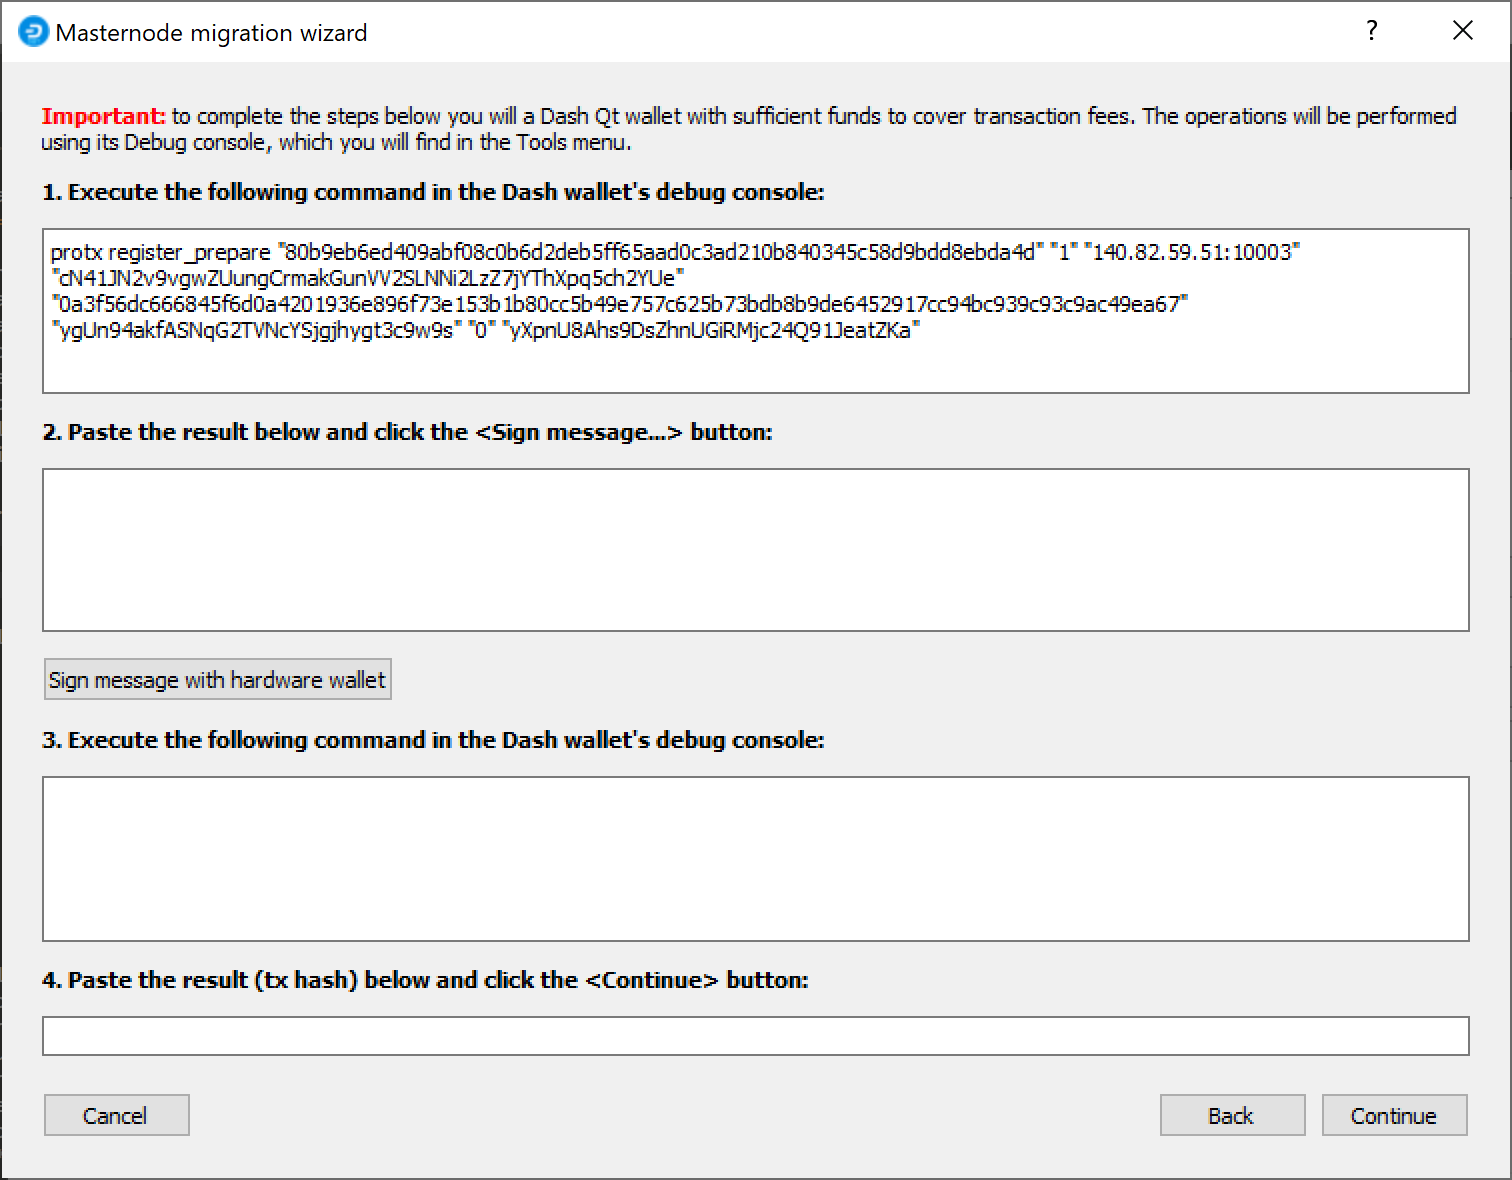 Masternode migration wizard
?
Important: to complete the steps below you will a Dash Qt wallet with sufficient funds to cover transaction fees. The operations will be performed
using its Debug console, which you will find in the Tools menu.
1. Execute the following command in the Dash wallet's debug console:
protx register_prepare "80b9eb6ed409abf08c0b6d2deb5ff65aad0c3ad210b840345c58d9bdd8ebda4d" "1" "140.82.59.51:10003"
"cN41JN2v9vgwZUungCrmakGunVV2SLNNi2LzZ7jYThXpq5ch2YUe"
"0a3f56dc666845f6d0a4201936e896f73e153b1b80cc5b49e757c625b73bdb8b9de6452917cc94bc939c93c9ac49ea67"
"ygUn94akfASNqG2TVNcYSjgjhygt3c9w9s" "0" "yXpnU8Ahs9DsZhnUGiRMjc24Q91JeatZKa"
2. Paste the result below and click the <Sign message...> button:
Sign message with hardware wallet
3. Execute the following command in the Dash wallet's debug console:
4. Paste the result (tx hash) below and click the <Continue> button:
Cancel
Back
Continue